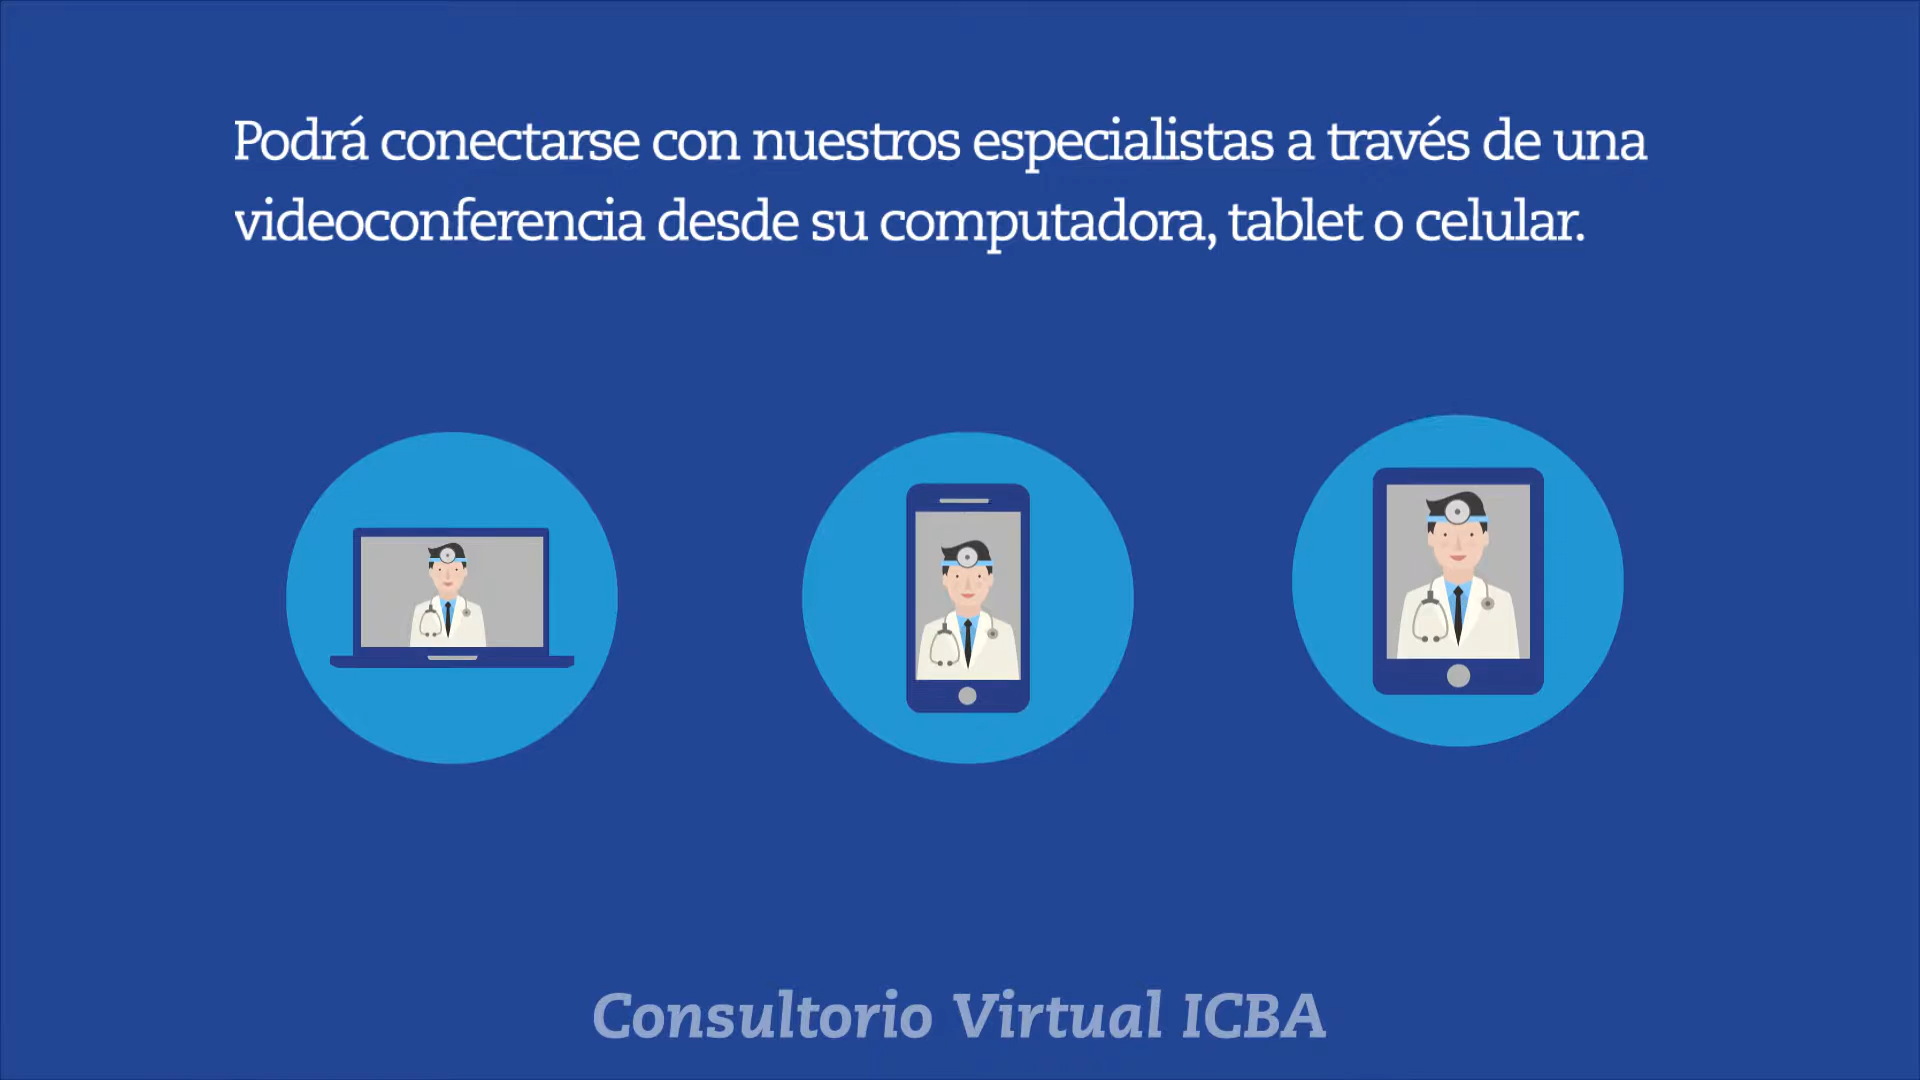 Podrá conectarse con nuestros especialistas a través de una
videoconferencia desde su computadora, tablet o celular.
Consultorio Virtual ICBA